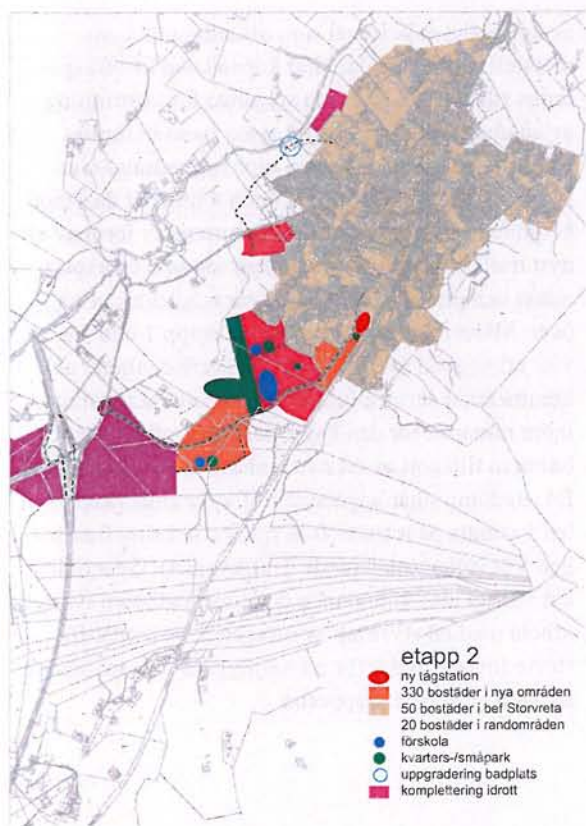 etapp 2
ny tågstation
330 bostäder i nya områden
50 bostäder i bef Storvreta
20 bostäder i randområden
förskola
kvarters-/småpark
uppgradering badplats
komplettering idrott